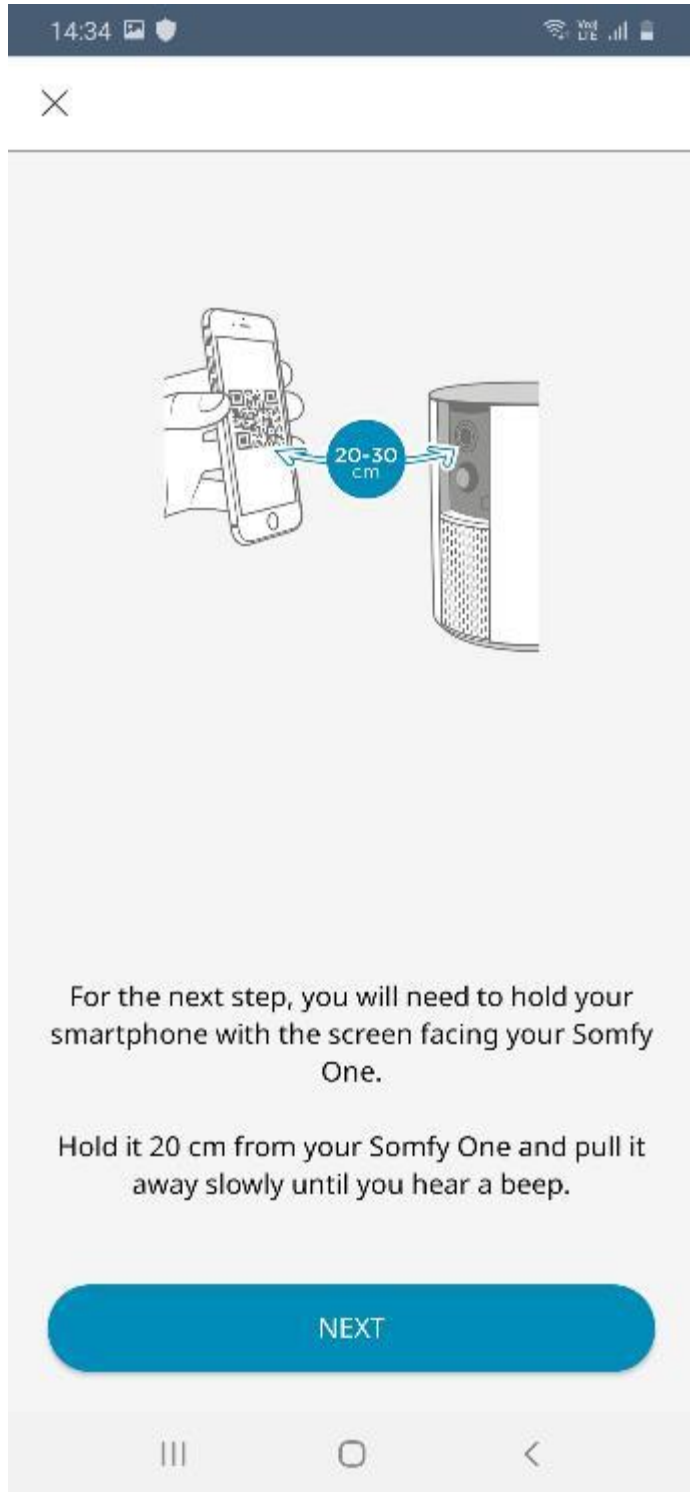 14:34
Vo)
LTE
20-30
cm
For the next step, you will need to hold your
smartphone with the screen facing your Somfy
One.
Hold it 20 cm from your Somfy One and pull it
away slowly until you hear a beep.
NEXT